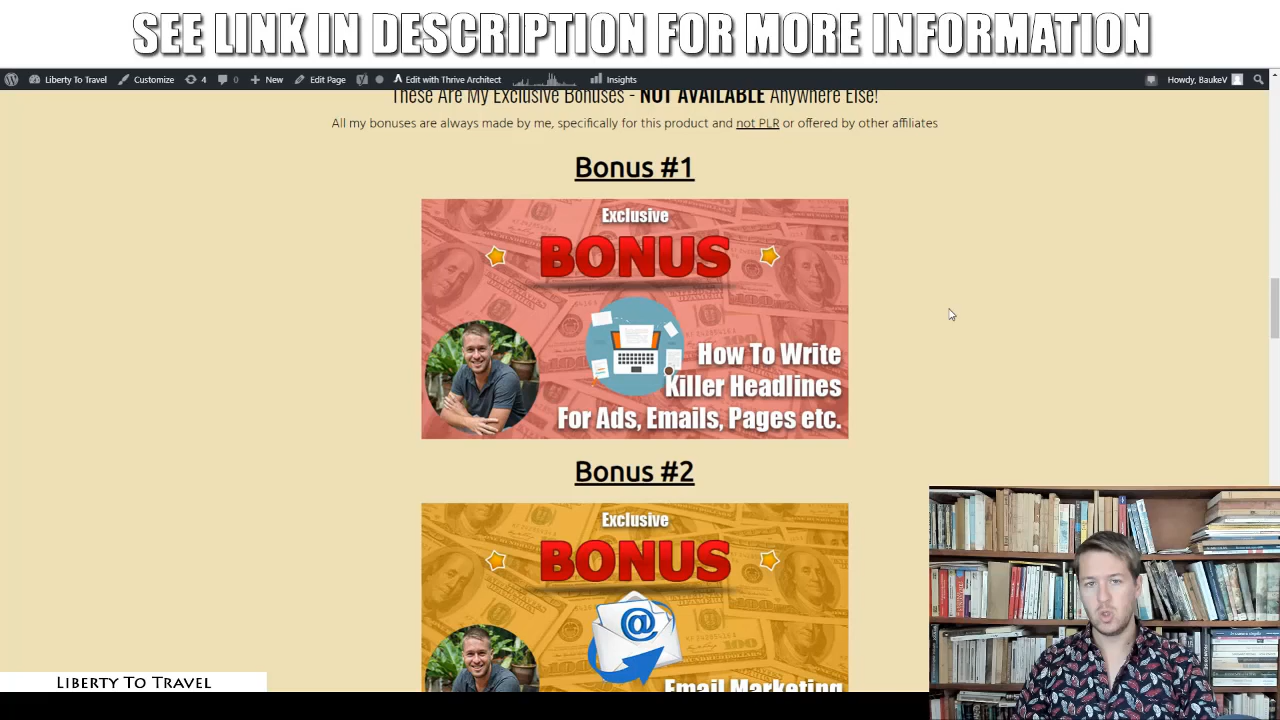 SEE LINK IN DESCRIPTION FOR MORE INFORMATION
Liberty To Travel Customize 4 0 New Edit Page Edit with Thrive Architect Insights Howdy, BaukeV
These Are My Exclusive Bonuses - NOT AVAILABLE Anywhere Else!
All my bonuses are always made by me, specifically for this product and not PLR or offered by other affiliates
Bonus #1
Exclusive
BONUS
How To Write
Killer Headlines
For Ads, Emails, Pages etc.
Bonus #2
Exclusive
BONUS
@
Email Marketing
LIBERTY TO TRAVEL